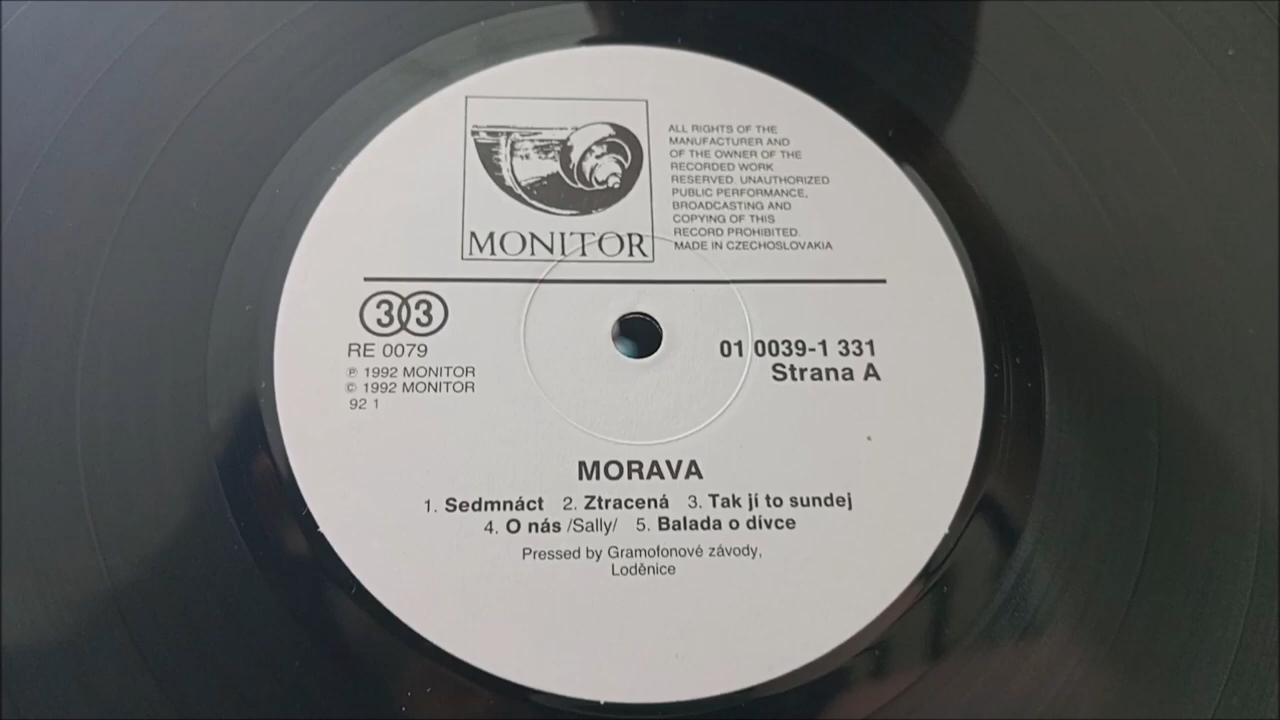 MONITOR
ALL RIGHTS OF THE
MANUFACTURER AND
OF THE OWNER OF THE
RECORDED WORK
RESERVED. UNAUTHORIZED
PUBLIC PERFORMANCE,
BROADCASTING AND
COPYING OF THIS
RECORD PROHIBITED.
MADE IN CZECHOSLOVAKIA
33
RE 0079
℗ 1992 MONITOR
© 1992 MONITOR
92 1
01 0039-1 331
Strana A
MORAVA
1. Sedmnáct 2. Ztracená 3. Tak jí to sundej
4. O nás /Sally/ 5. Balada o dívce
Pressed by Gramofonové závody,
Loděnice